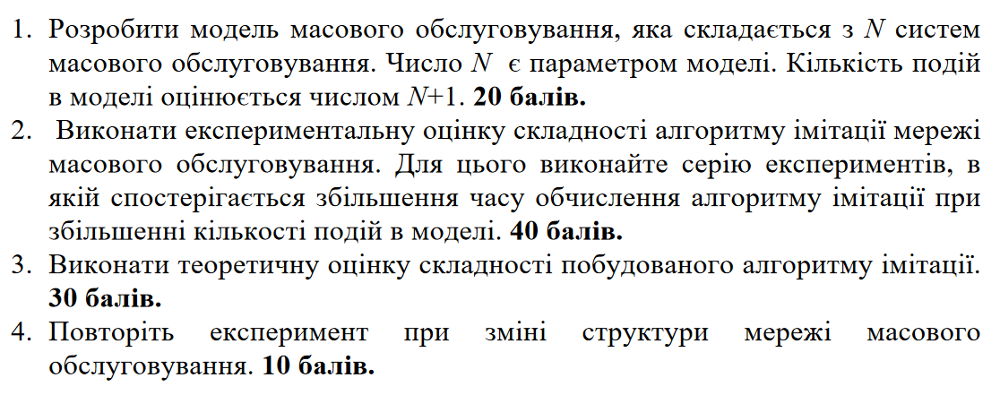 1. Розробити модель масового обслуговування, яка складається з N систем
масового обслуговування. Число N є параметром моделі. Кількість подій
в моделі оцінюється числом N+1. 20 балів.
2. Виконати експериментальну оцінку складності алгоритму імітації мережі
масового обслуговування. Для цього виконайте серію експериментів, в
якій спостерігається збільшення часу обчислення алгоритму імітації при
збільшенні кількості подій в моделі. 40 балів.
3. Виконати теоретичну оцінку складності побудованого алгоритму імітації.
30 балів.
4. Повторіть експеримент при зміні структури мережі масового
обслуговування. 10 балів.